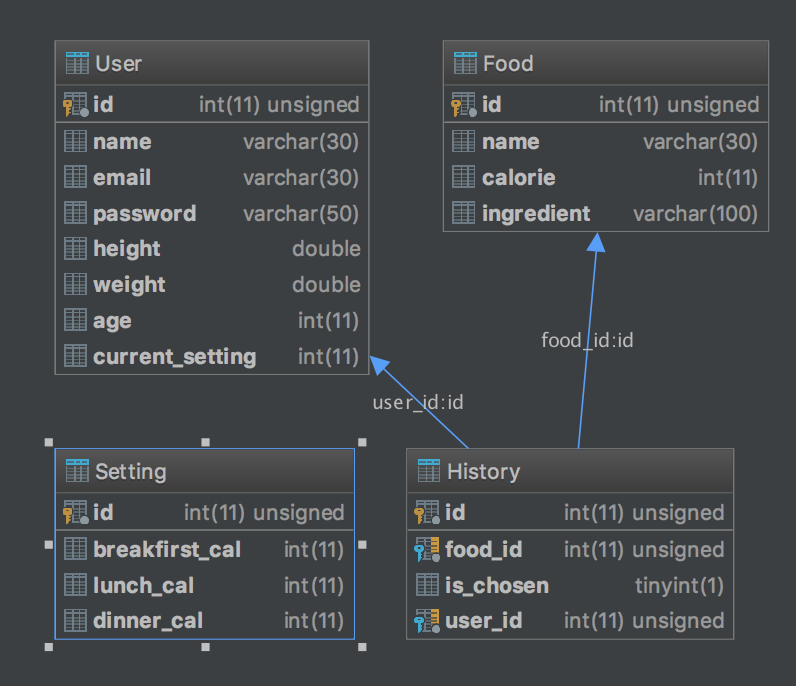 User
id int(11) unsigned
name varchar(30)
email varchar(30)
password varchar(50)
height double
weight double
age int(11)
current_setting int(11)
Food
id int(11) unsigned
name varchar(30)
calorie int(11)
ingredient varchar(100)
food_id:id
user_id:id
Setting
id int(11) unsigned
breakfirst_cal int(11)
lunch_cal int(11)
dinner_cal int(11)
History
id int(11) unsigned
food_id int(11) unsigned
is_chosen tinyint(1)
user_id int(11) unsigned